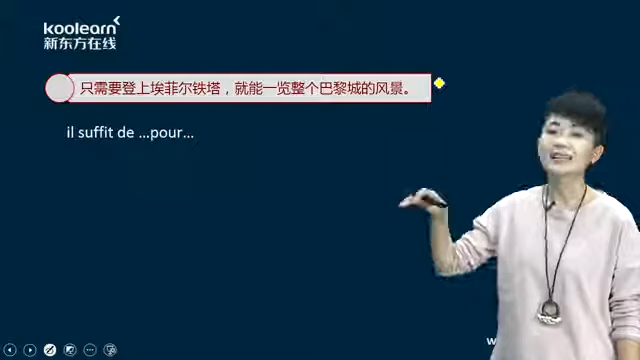 koolearn
新东方在线
只需要登上埃菲尔铁塔，就能一览整个巴黎城的风景。
il suffit de ...pour...
w